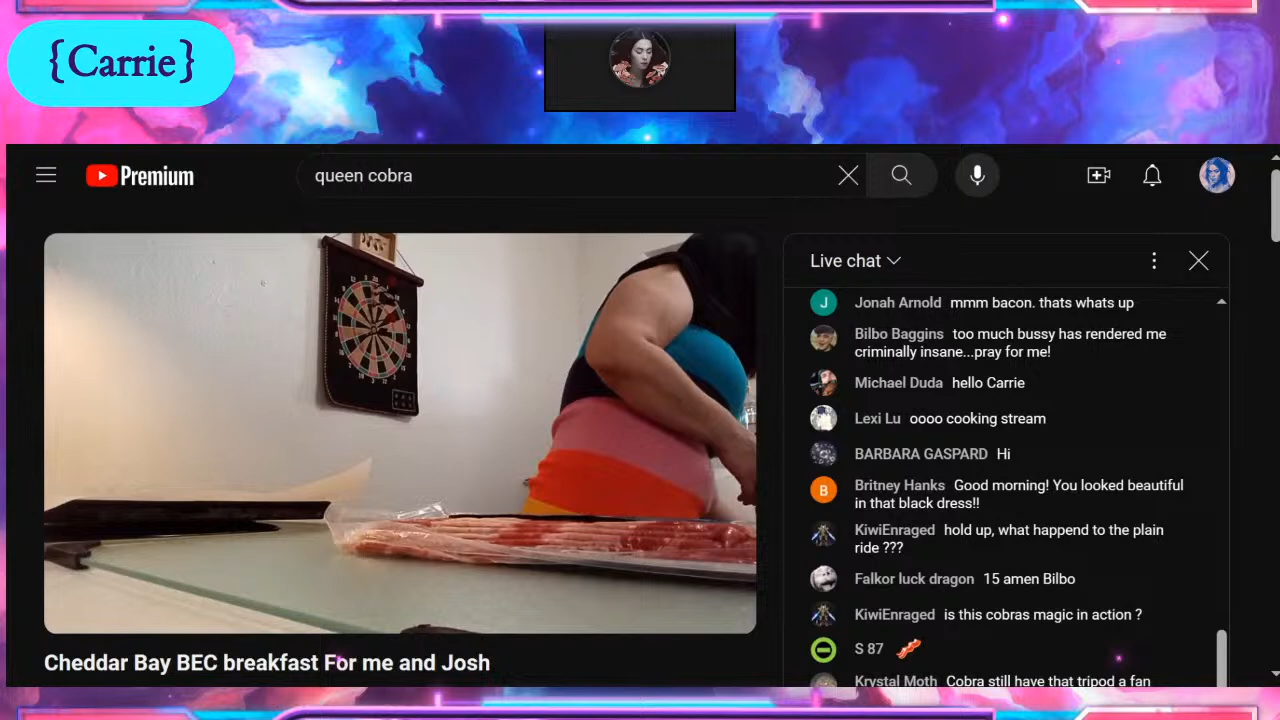 {Carrie}
Premium
queen cobra
Live chat
J Jonah Arnold mmm bacon. thats whats up
Bilbo Baggins too much bussy has rendered me
criminally insane...pray for me!
Michael Duda hello Carrie
Lexi Lu oooo cooking stream
BARBARA GASPARD Hi
B Britney Hanks Good morning! You looked beautiful
in that black dress!!
KiwiEnraged hold up, what happend to the plain
ride ???
Falkor luck dragon 15 amen Bilbo
KiwiEnraged is this cobras magic in action ?
S 87 🥓
Krystal Moth Cobra still have that tripod a fan
Cheddar Bay BEC breakfast For me and Josh